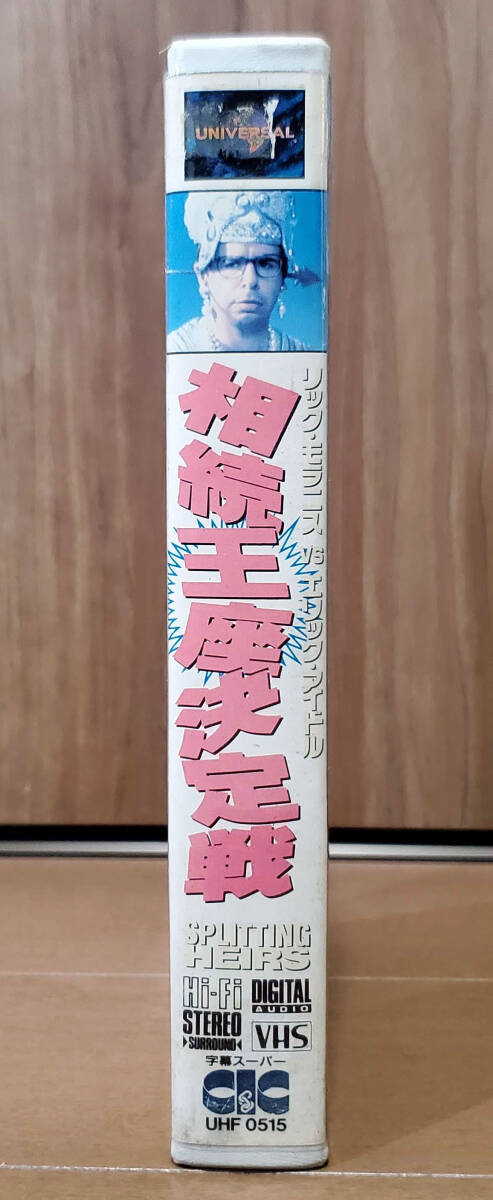 UNIVERSAL
リック・モラニス VS エリック・アイドル
相続王座決定戦
SPLITTING
HEIRS
Hi-Fi
STEREO
SURROUND
DIGITAL
AUDIO
VHS
字幕スーパー
CIC
UHF 0515